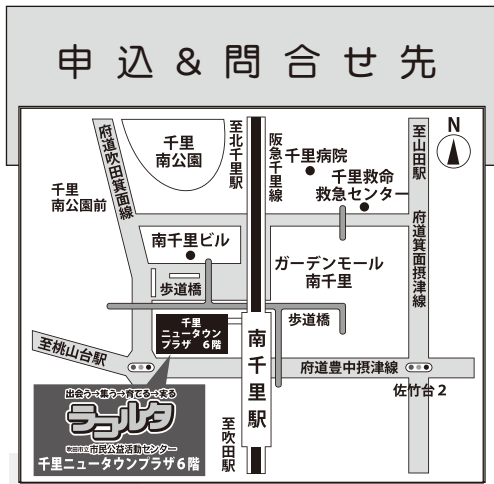 申込&問合せ先
府道吹田箕面線
千里
南公園
至北千里駅
阪急千里線
千里病院
千里救命
救急センター
至山田駅
N
千里
南公園前
府道箕面摂津線
南千里ビル
ガーデンモール
南千里
歩道橋
千里
ニュータウン
プラザ 6階
歩道橋
南千里駅
至桃山台駅
府道豊中摂津線
佐竹台2
出会う→集う→育てる→実る
ラコルタ
吹田市立市民公益活動センター
千里ニュータウンプラザ6階
至吹田駅